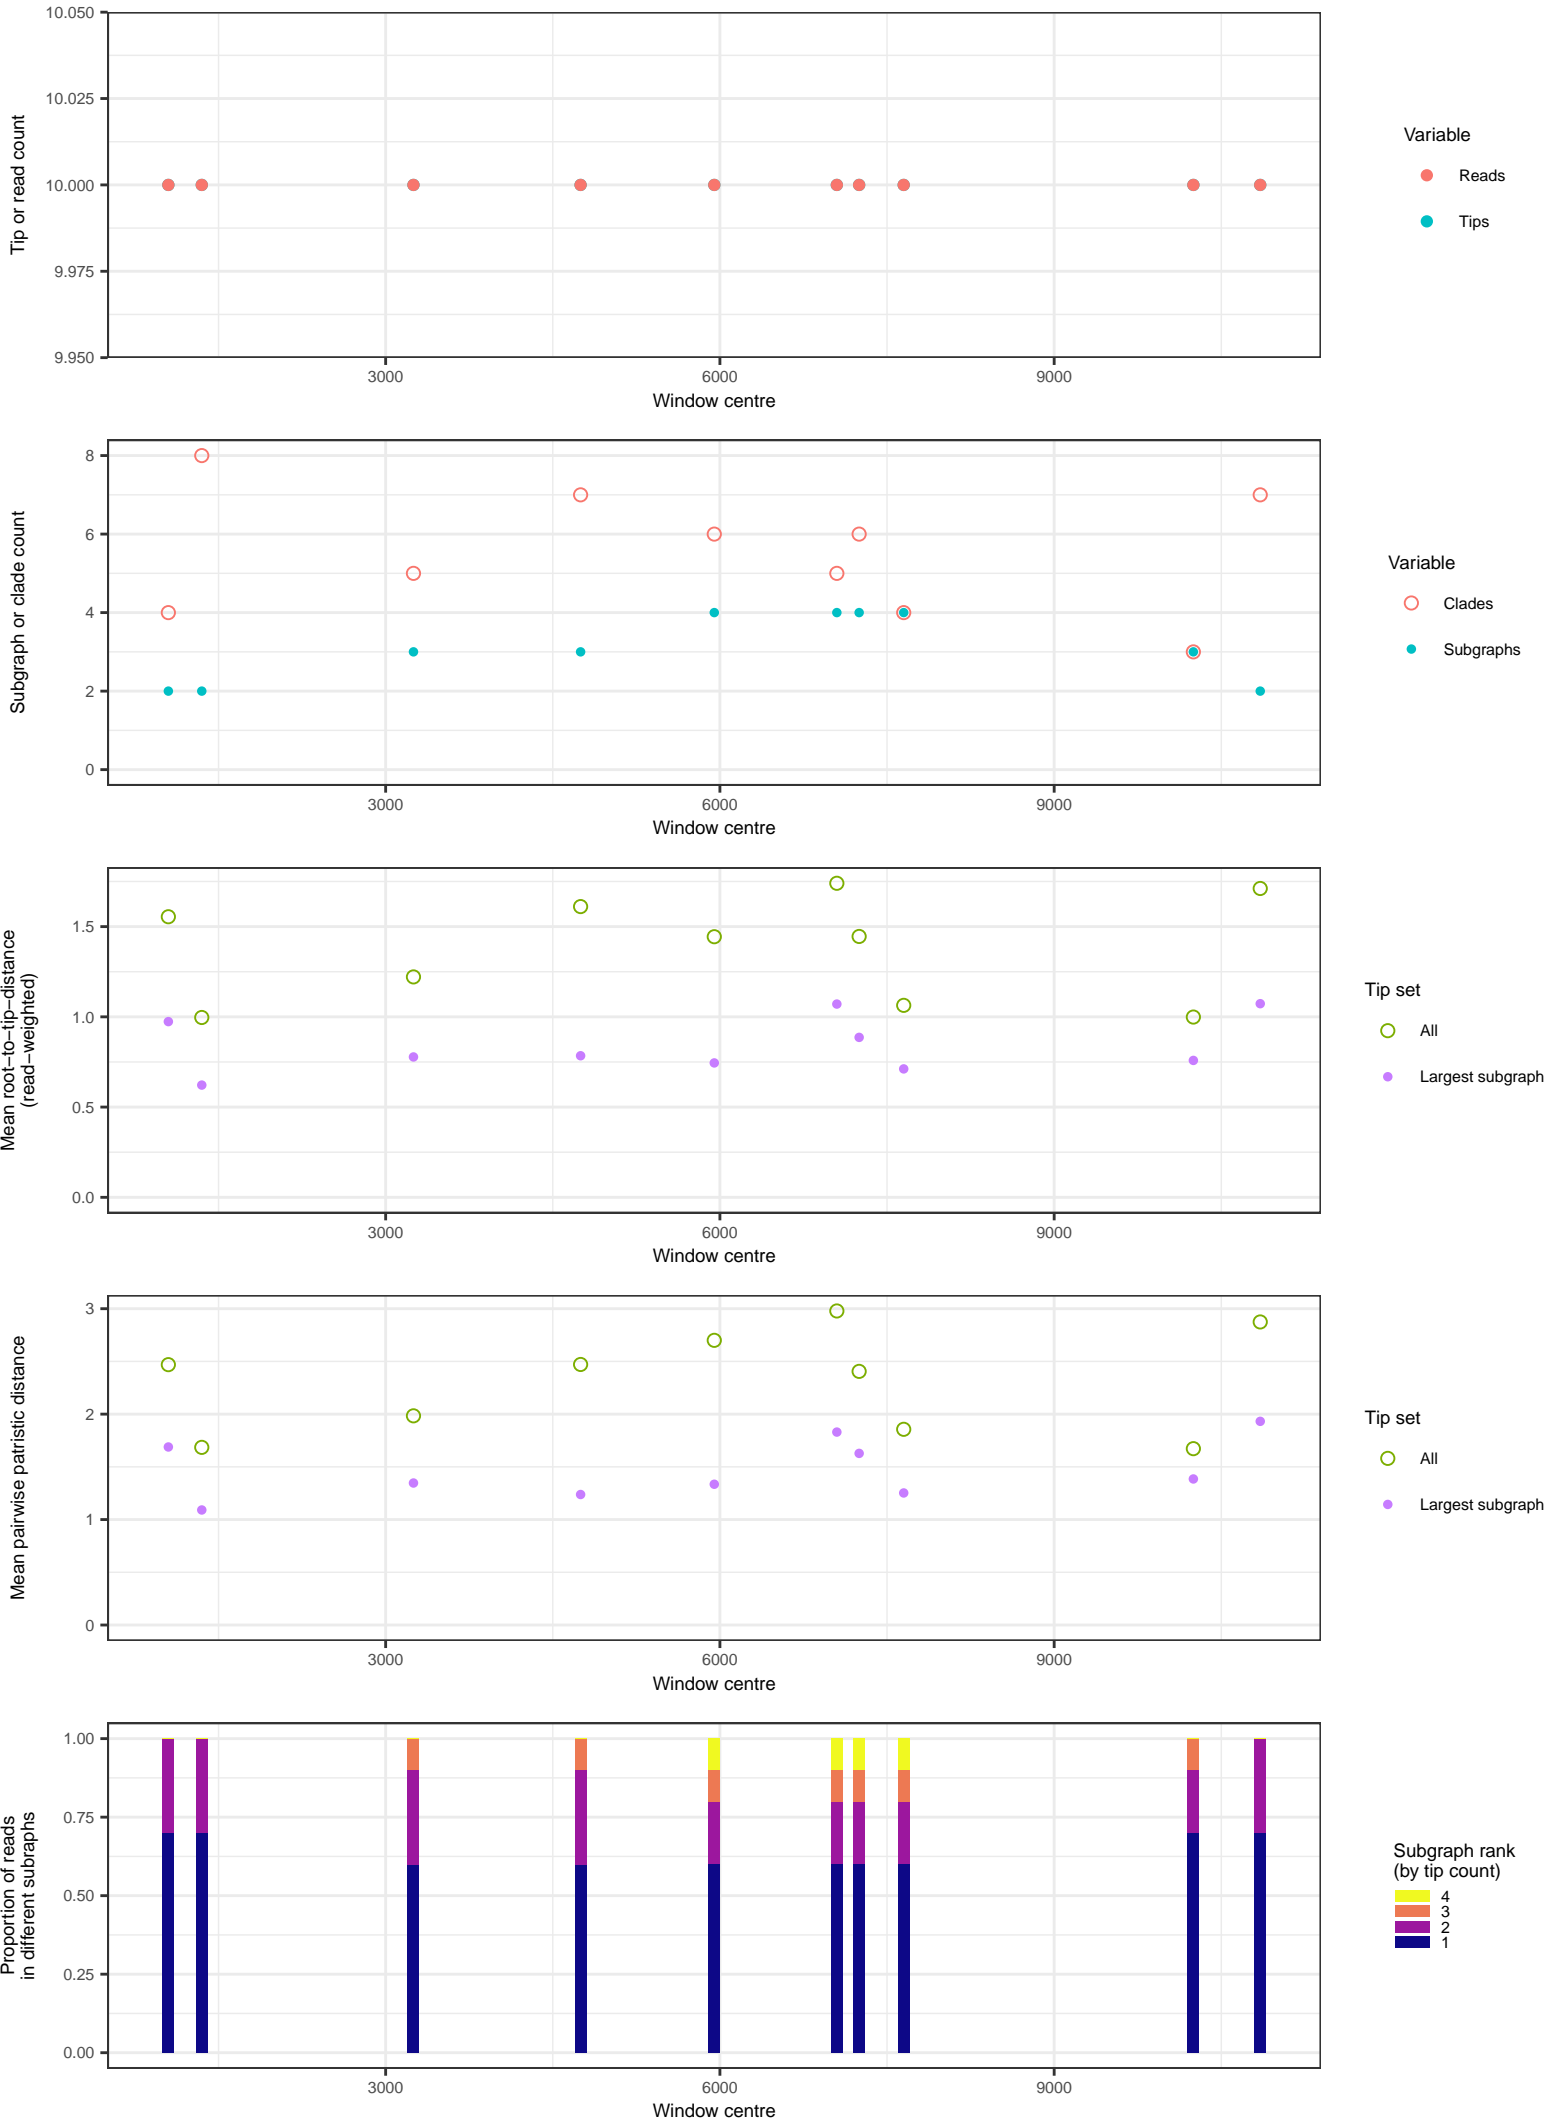 10.050
10.025
10.000
9.975
9.950
Tip or read count
3000
6000
9000
Window centre
Variable
Reads
Tips
8
6
4
2
0
Subgraph or clade count
3000
6000
9000
Window centre
Variable
Clades
Subgraphs
1.5
1.0
0.5
0.0
Mean root−to−tip−distance
(read−weighted)
3000
6000
9000
Window centre
Tip set
All
Largest subgraph
3
2
1
0
Mean pairwise patristic distance
3000
6000
9000
Window centre
Tip set
All
Largest subgraph
1.00
0.75
0.50
0.25
0.00
Proportion of reads
in different subraphs
3000
6000
9000
Window centre
Subgraph rank
(by tip count)
4
3
2
1